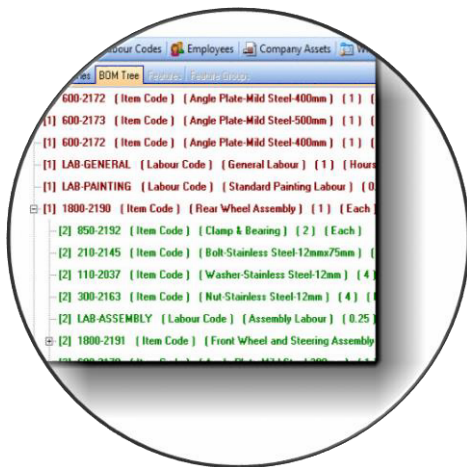 our Codes Employees Company Assets W
ries BOM Tree Features Feature Groups
600-2172 ( Item Code ) ( Angle Plate-Mild Steel-400mm ) ( 1 ) (
[1] 600-2173 ( Item Code ) ( Angle Plate-Mild Steel-500mm ) ( 1 ) (
[1] 600-2172 ( Item Code ) ( Angle Plate-Mild Steel-400mm ) ( 1 )
[1] LAB-GENERAL ( Labour Code ) ( General Labour ) ( 1 ) ( Hours
[1] LAB-PAINTING ( Labour Code ) ( Standard Painting Labour ) ( 0.
[1] 1800-2190 ( Item Code ) ( Rear Wheel Assembly ) ( 1 ) ( Each )
[2] 850-2192 ( Item Code ) ( Clamp & Bearing ) ( 2 ) ( Each )
[2] 210-2145 ( Item Code ) ( Bolt-Stainless Steel-12mmx75mm ) (
[2] 110-2037 ( Item Code ) ( Washer-Stainless Steel-12mm ) ( 4 )
[2] 300-2163 ( Item Code ) ( Nut-Stainless Steel-12mm ) ( 4 ) (
[2] LAB-ASSEMBLY ( Labour Code ) ( Assembly Labour ) ( 0.25 )
[2] 1800-2191 ( Item Code ) ( Front Wheel and Steering Assembly